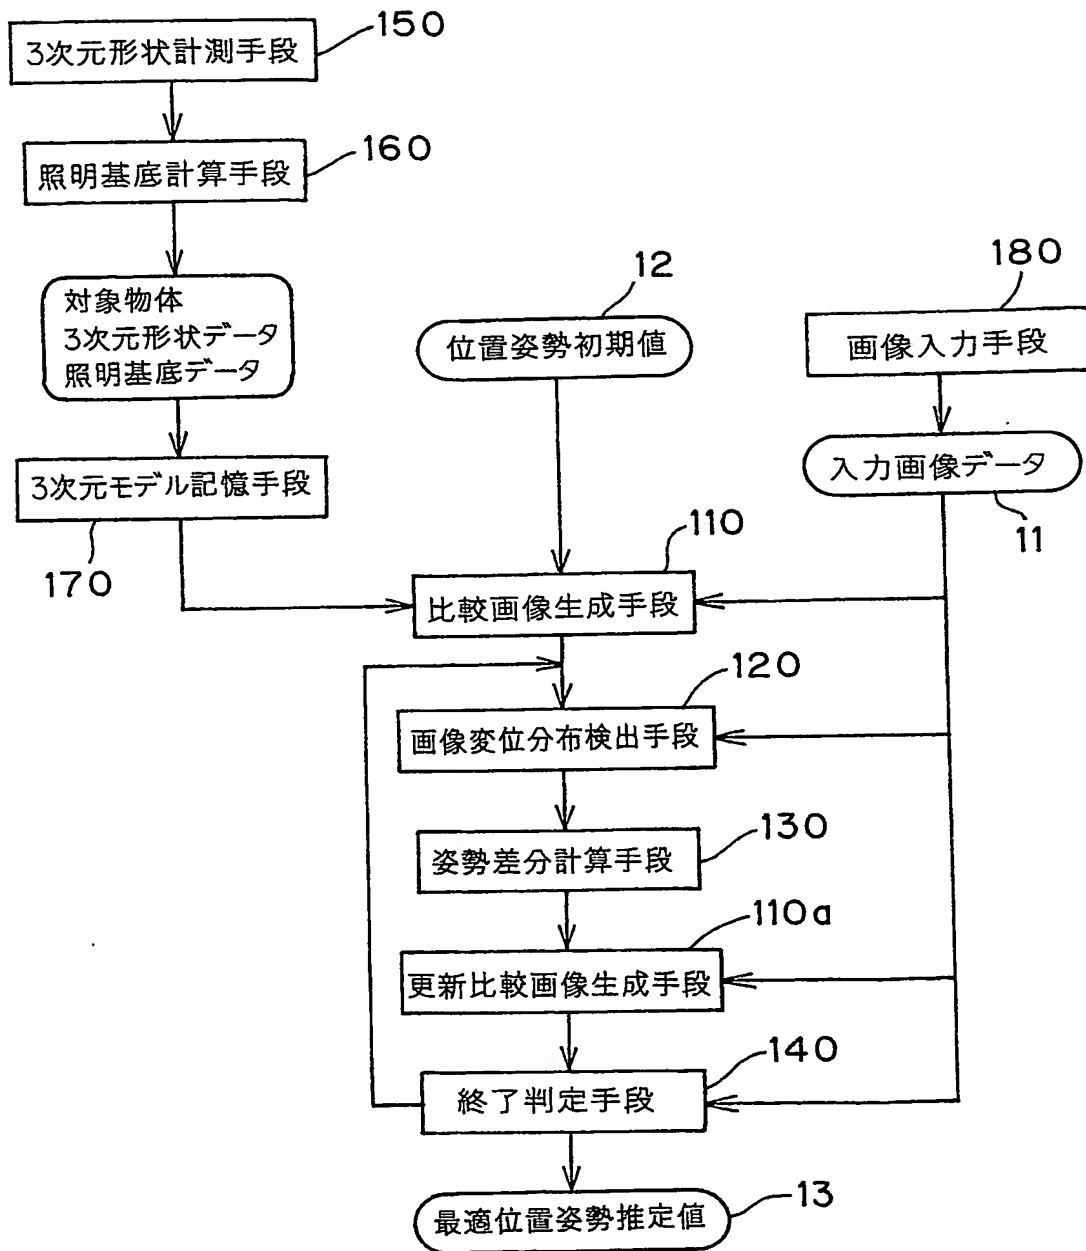 150
3次元形状計測手段
160
照明基底計算手段
対象物体
3次元形状データ
照明基底データ
3次元モデル記憶手段
170
12
位置姿勢初期値
180
画像入力手段
入力画像データ
11
110
比較画像生成手段
120
画像変位分布検出手段
130
姿勢差分計算手段
110a
更新比較画像生成手段
140
終了判定手段
13
最適位置姿勢推定値